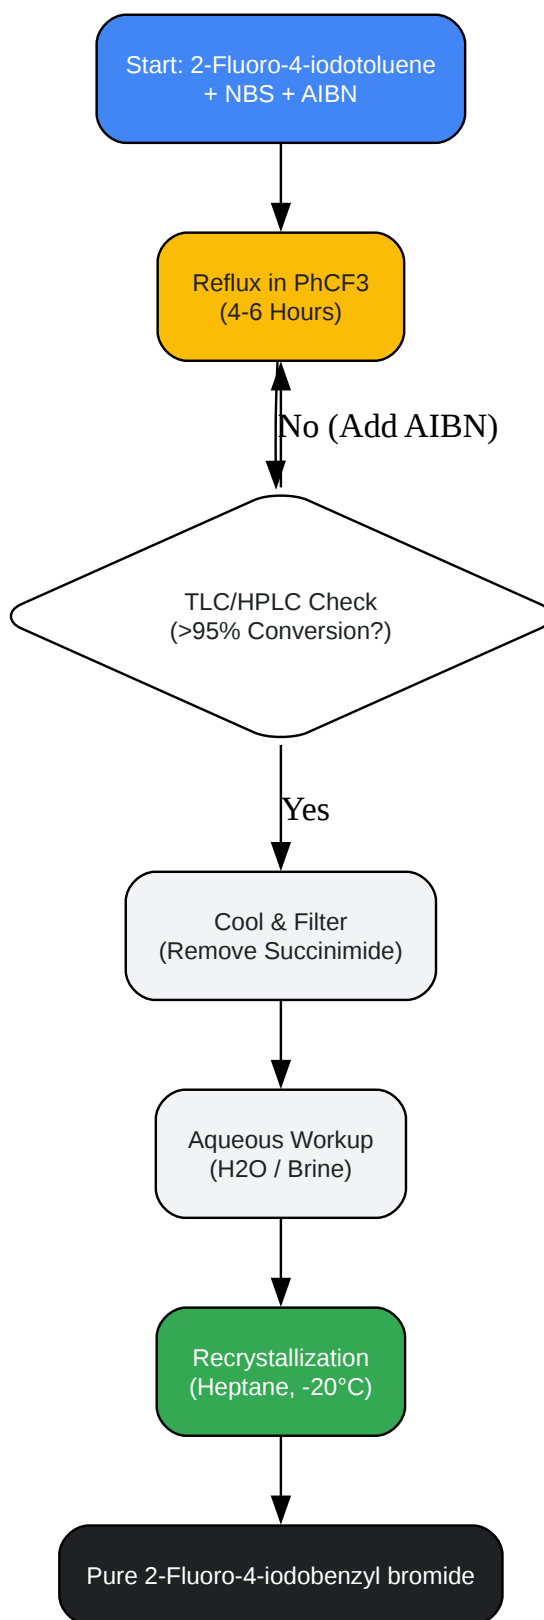 Start: 2-Fluoro-4-iodotoluene
+ NBS + AIBN
Reflux in PhCF3
(4-6 Hours)
No (Add AIBN)
TLC/HPLC Check
(>95% Conversion?)
Yes
Cool & Filter
(Remove Succinimide)
Aqueous Workup
(H2O / Brine)
Recrystallization
(Heptane, -20°C)
Pure 2-Fluoro-4-iodobenzyl bromide